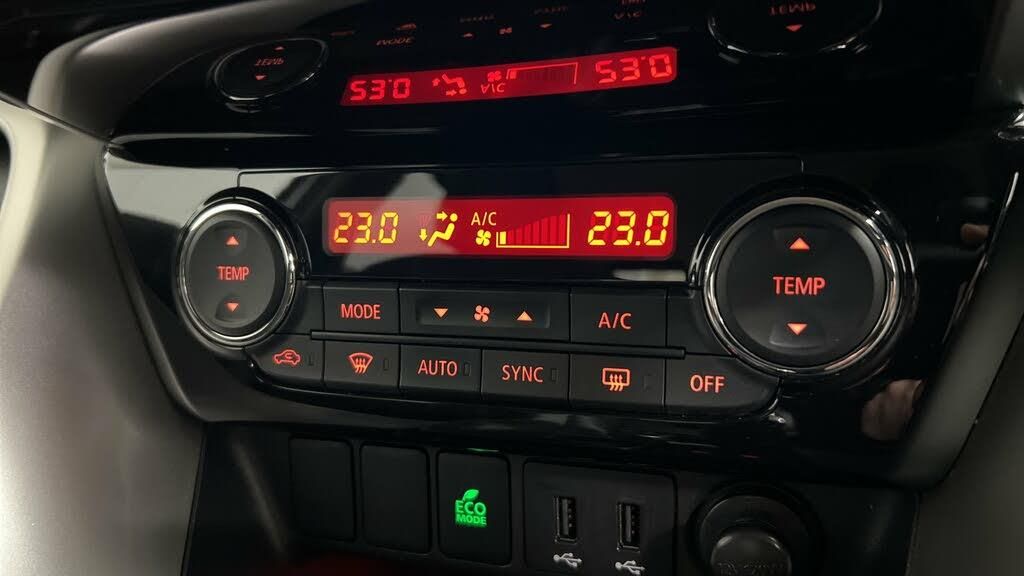 23.0 A/C 23.0
TEMP
TEMP
MODE
A/C
AUTO
SYNC
OFF
ECO
MODE